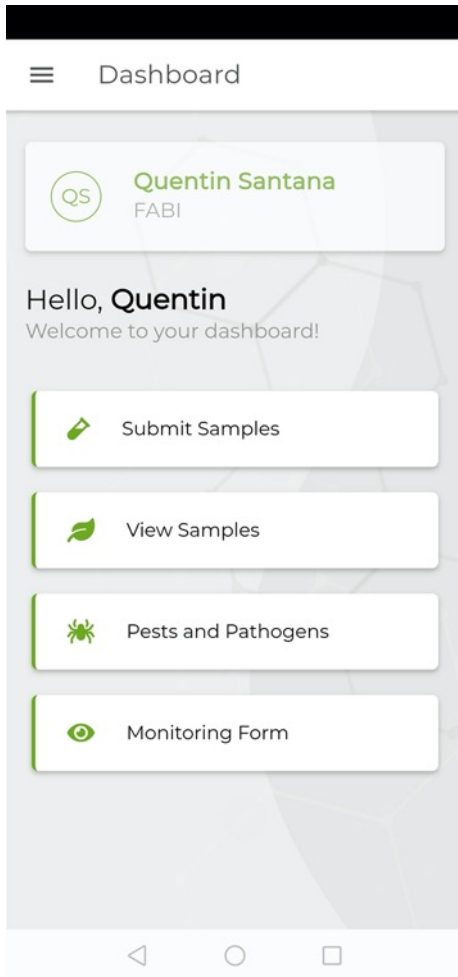 Dashboard
QS
Quentin Santana
FABI
Hello, Quentin
Welcome to your dashboard!
Submit Samples
View Samples
Pests and Pathogens
Monitoring Form